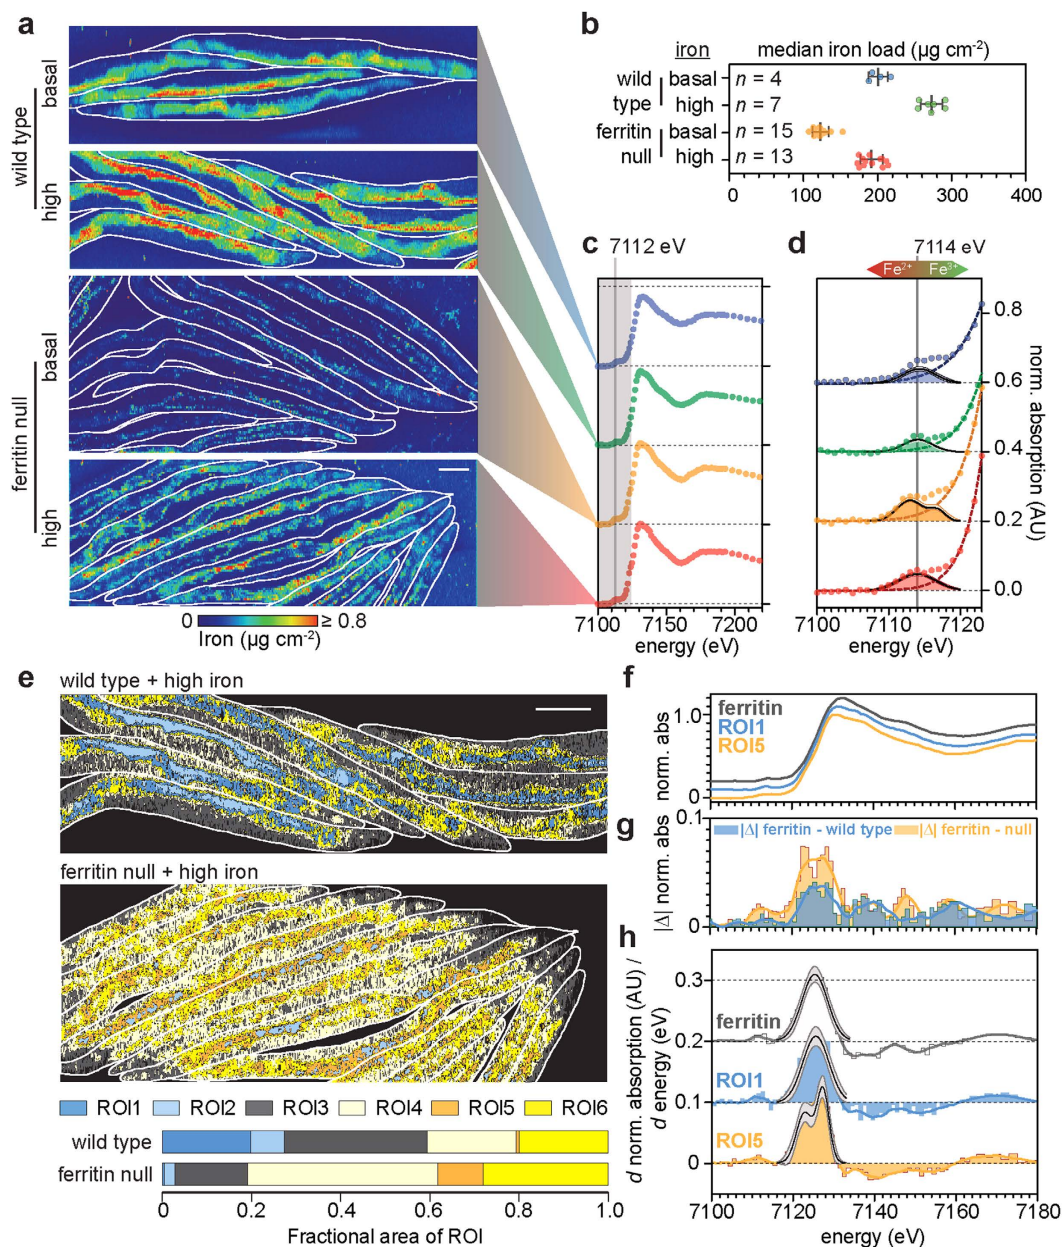 a
wild type
basal
high
ferritin null
basal
high
0 ≥ 0.8
Iron (µg cm⁻²)
b
iron median iron load (µg cm⁻²)
wild type
basal n = 4
high n = 7
ferritin null
basal n = 15
high n = 13
0 100 200 300 400
c
7112 eV
7100 7150 7200
energy (eV)
d
7114 eV
Fe²⁺ Fe³⁺
0.8
0.6
0.4
0.2
0.0
norm. absorption (AU)
7100 7114 7123
energy (eV)
e
wild type + high iron
ferritin null + high iron
ROI1 ROI2 ROI3 ROI4 ROI5 ROI6
wild type
ferritin null
0 0.2 0.4 0.6 0.8 1.0
Fractional area of ROI
f
norm. abs
1.0
0
ferritin
ROI1
ROI5
g
|Δ| norm. abs
0.1
0
|Δ| ferritin - wild type |Δ| ferritin - null
h
d norm. absorption (AU) /
d energy (eV)
0.3
0.2
0.1
0
ferritin
ROI1
ROI5
7100 7120 7140 7160 7180
energy (eV)